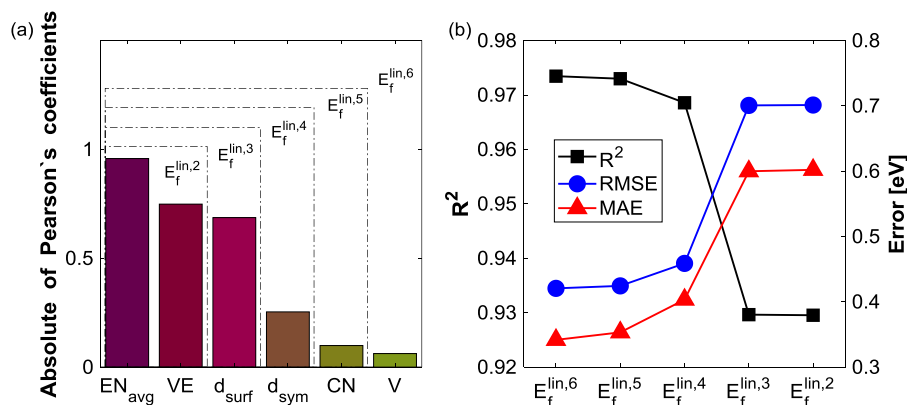 (a)
Absolute of Pearson`s coefficients
1
0.5
0
E_f^lin,2
E_f^lin,3
E_f^lin,4
E_f^lin,5
E_f^lin,6
EN_avg VE d_surf d_sym CN V
(b)
R^2
0.98
0.97
0.96
0.95
0.94
0.93
0.92
R^2
RMSE
MAE
0.8
0.7
0.6
0.5
0.4
0.3
Error [eV]
E_f^lin,6 E_f^lin,5 E_f^lin,4 E_f^lin,3 E_f^lin,2